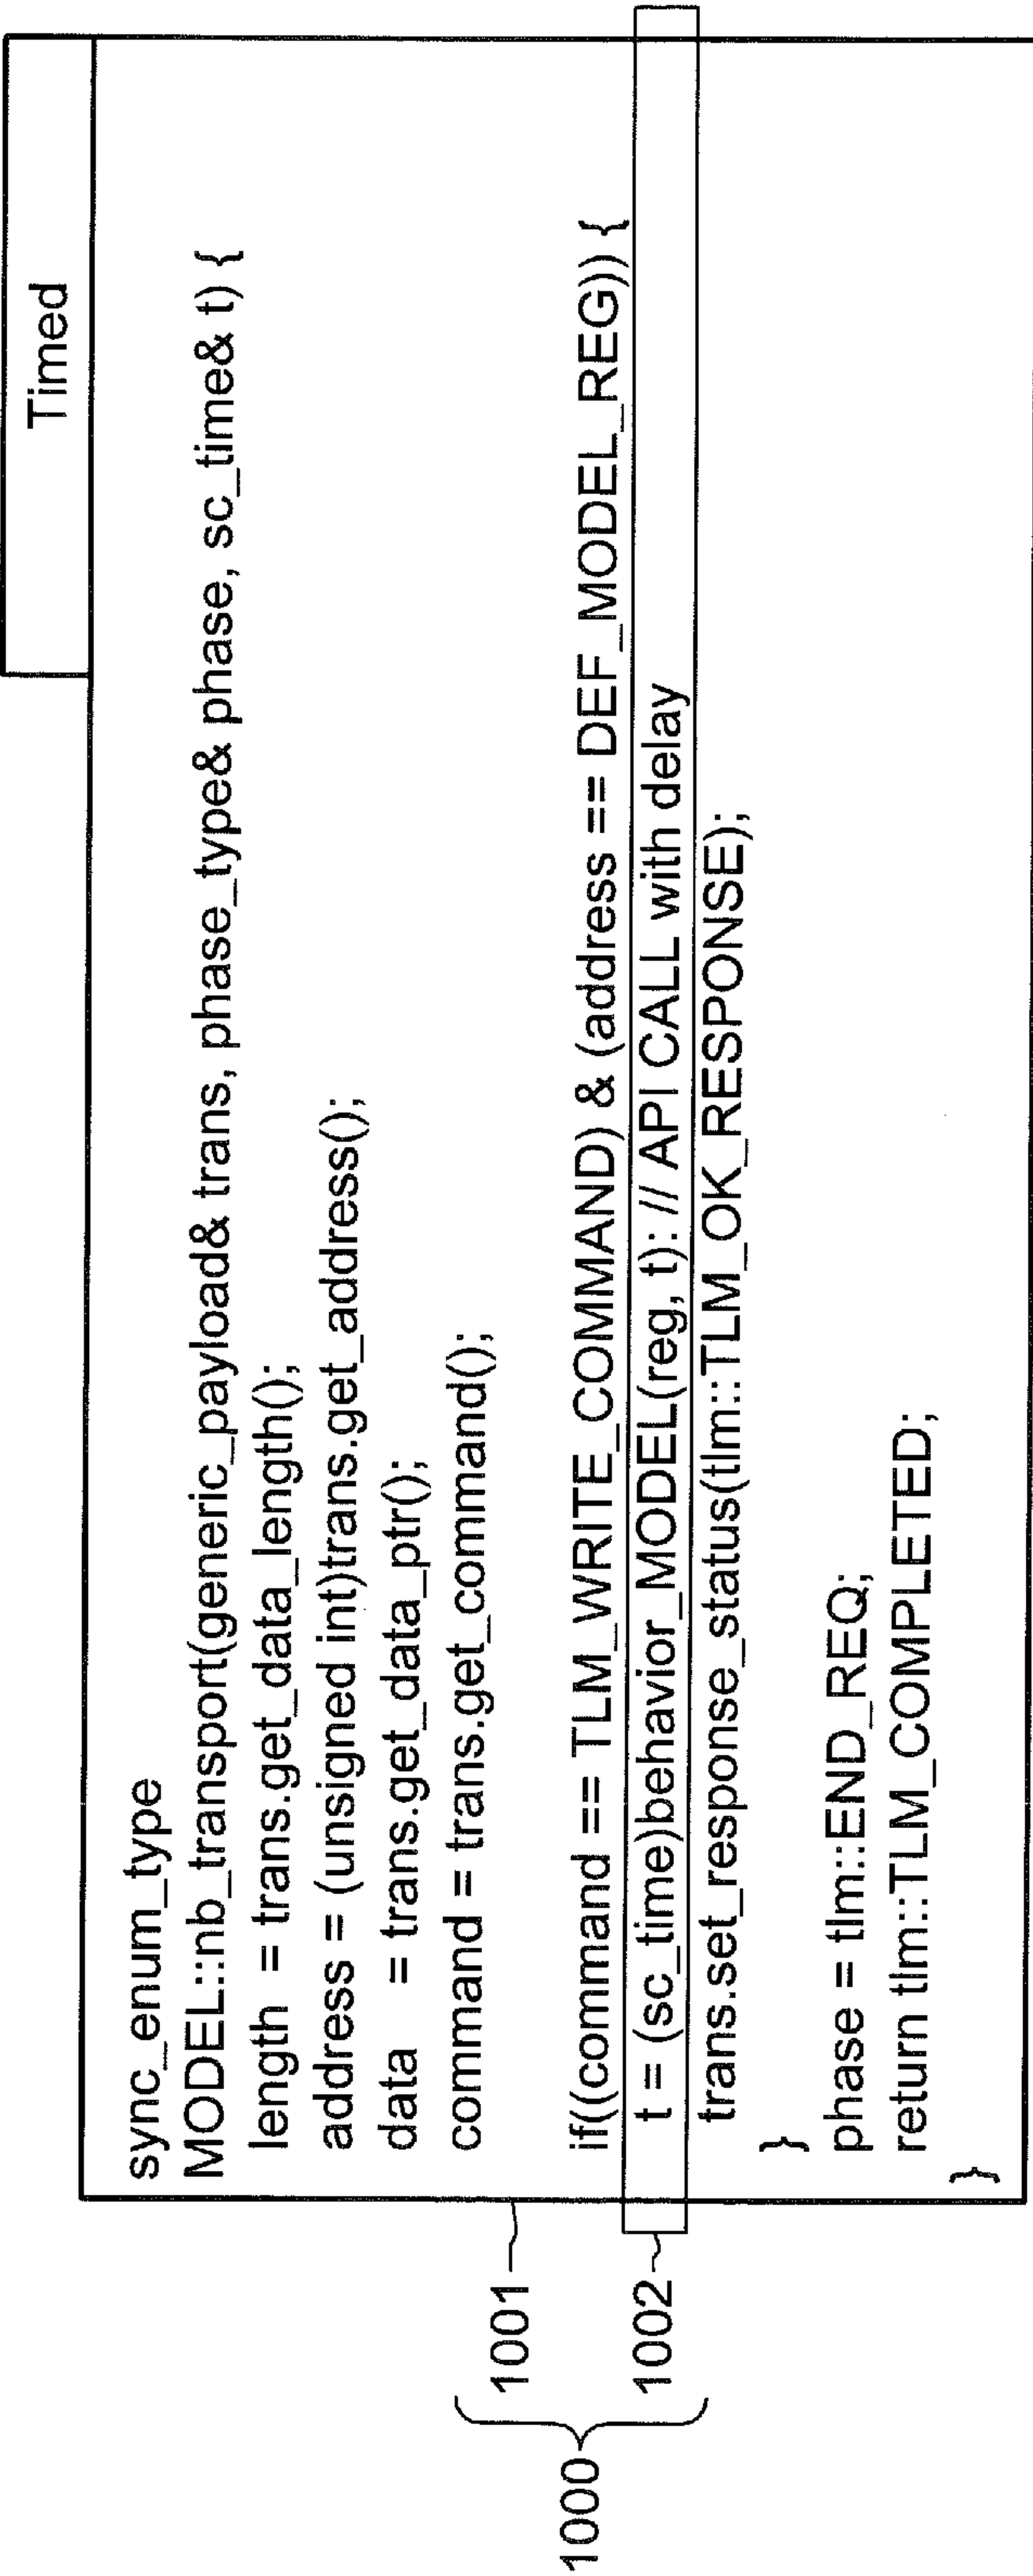 Timed
sync_enum_type
MODEL::nb_transport(generic_payload& trans, phase_type& phase, sc_time& t) {
length = trans.get_data_length();
address = (unsigned int)trans.get_address();
data = trans.get_data_ptr();
command = trans.get_command();
if((command == TLM_WRITE_COMMAND) & (address == DEF_MODEL_REG)) {
t = (sc_time)behavior_MODEL(reg, t): // API CALL with delay
trans.set_response_status(tlm::TLM_OK_RESPONSE);
}
phase = tlm::END_REQ;
return tlm::TLM_COMPLETED;
}
1001
1002
1000